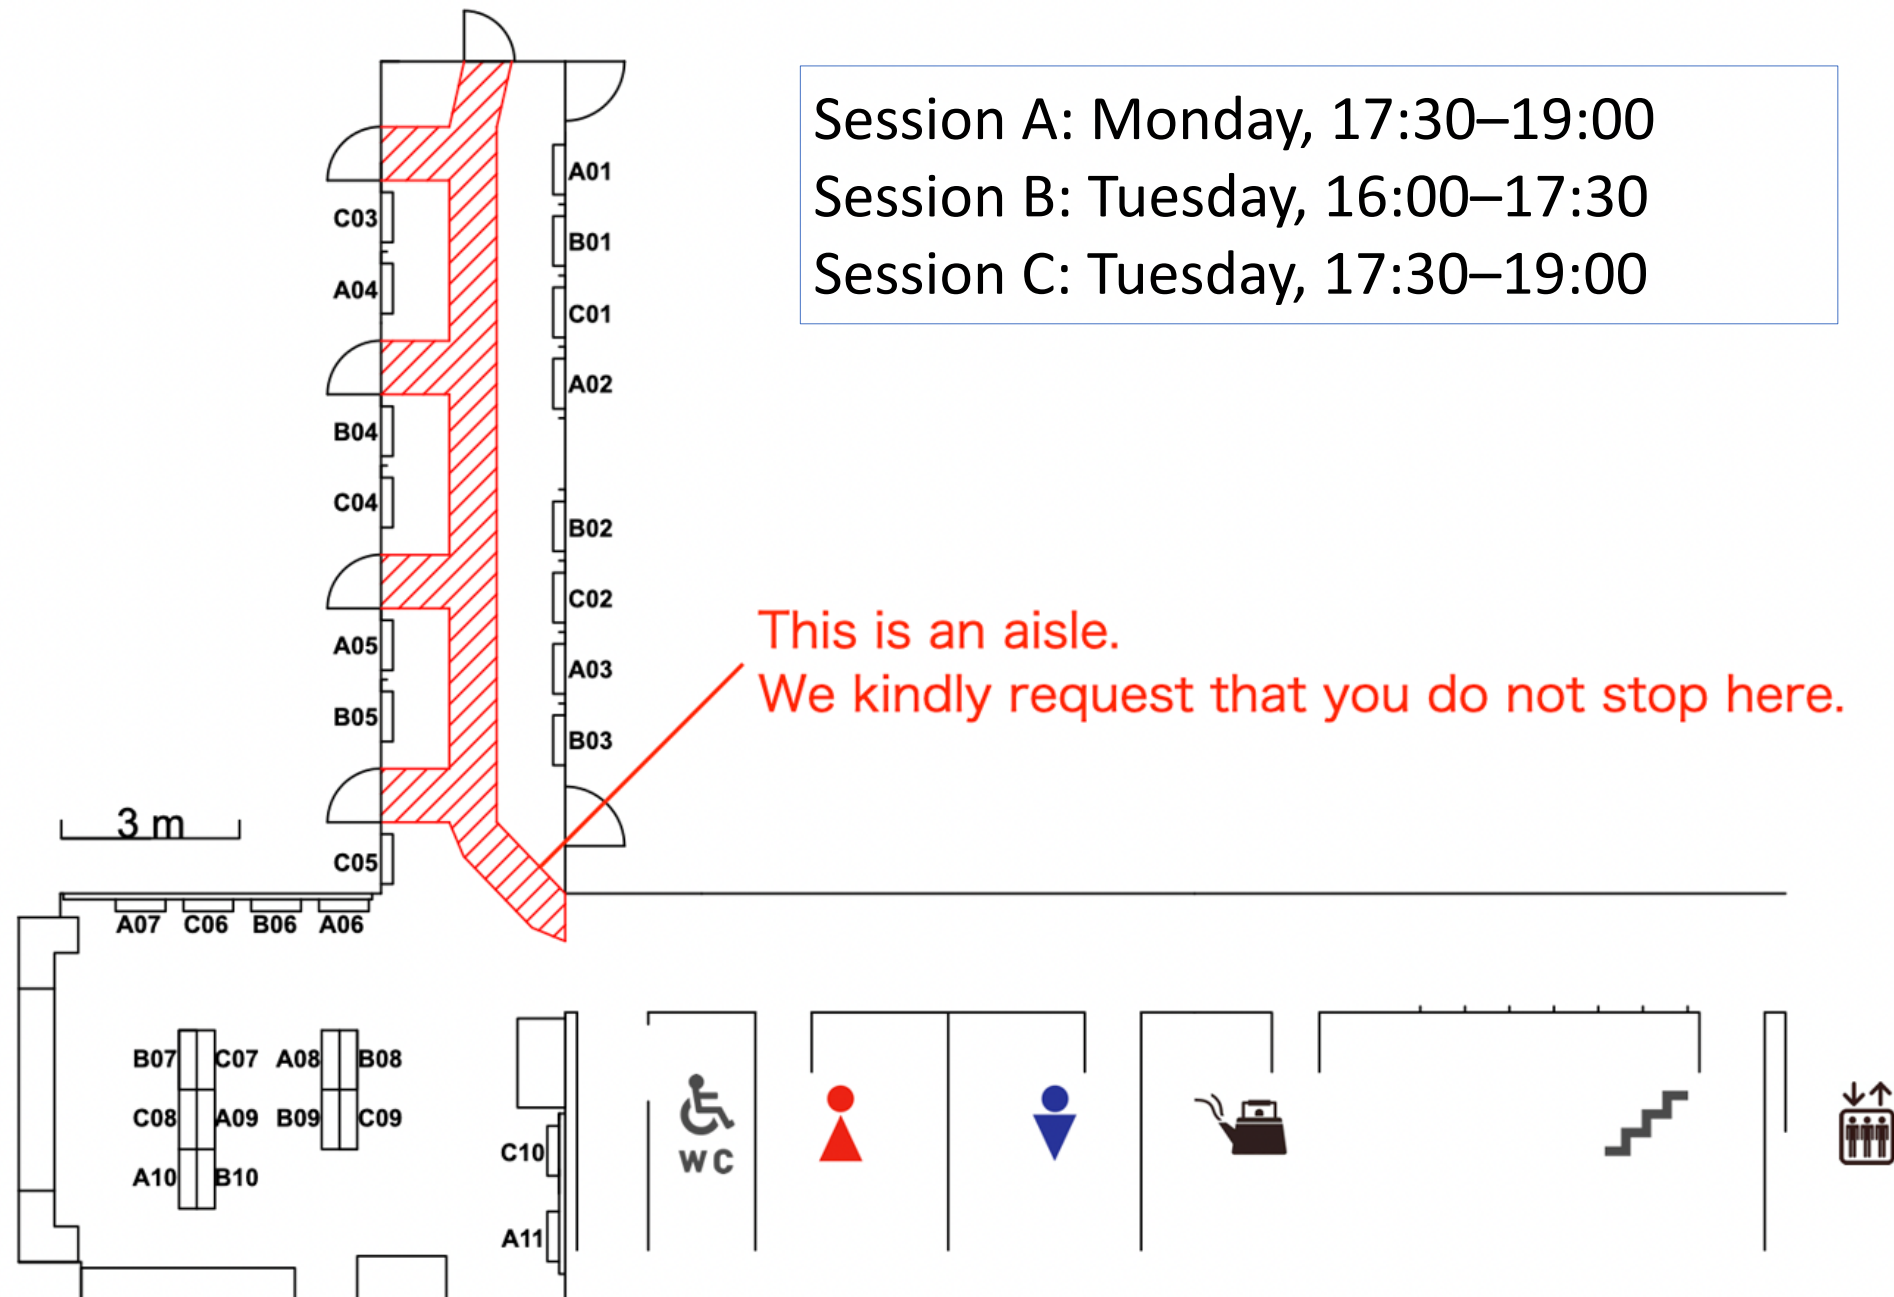 Session A: Monday, 17:30–19:00
Session B: Tuesday, 16:00–17:30
Session C: Tuesday, 17:30–19:00
A01
C03
B01
A04
C01
A02
B04
C04
B02
C02
This is an aisle.
We kindly request that you do not stop here.
A05
A03
B05
B03
3 m
C05
A07 C06 B06 A06
B07 C07 A08 B08
C08 A09 B09 C09
A10 B10
C10
WC
A11